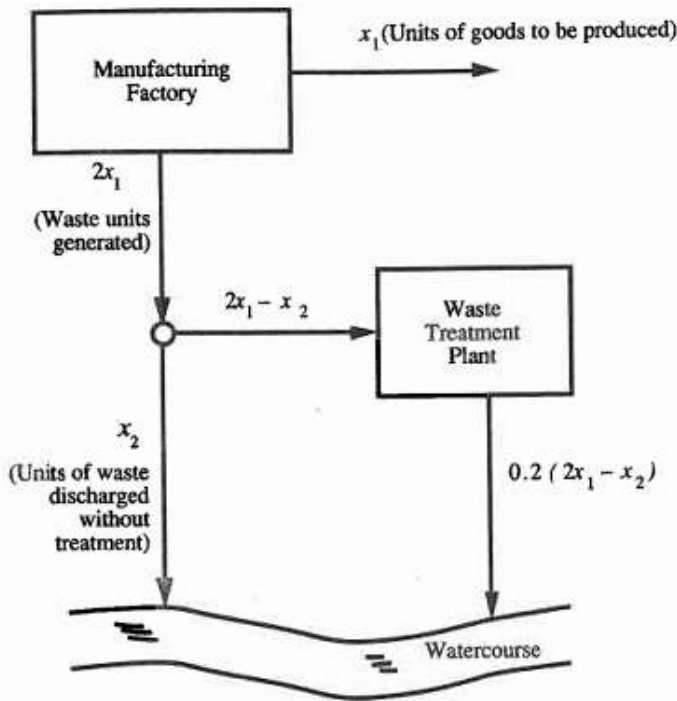 x₁(Units of goods to be produced)
Manufacturing
Factory
2x₁
(Waste units
generated)
2x₁ − x₂
Waste
Treatment
Plant
x₂
(Units of waste
discharged
without
treatment)
0.2 ( 2x₁ − x₂)
Watercourse